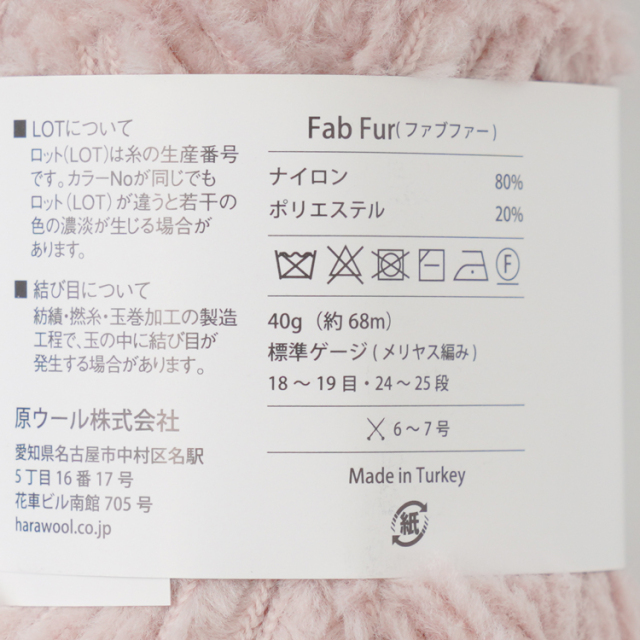 ■ LOTについて
ロット(LOT)は糸の生産番号
です。カラーNoが同じでも
ロット(LOT)が違うと若干の
色の濃淡が生じる場合が
あります。
■ 結び目について
紡績・撚糸・玉巻加工の製造
工程で、玉の中に結び目が
発生する場合があります。
原ウール株式会社
愛知県名古屋市中村区名駅
5丁目16番17号
花車ビル南館 705号
harawool.co.jp
Fab Fur(ファブファー)
ナイロン 80%
ポリエステル 20%
F
40g（約 68m）
標準ゲージ(メリヤス編み)
18～19目・24～25段
6～7号
Made in Turkey
紙